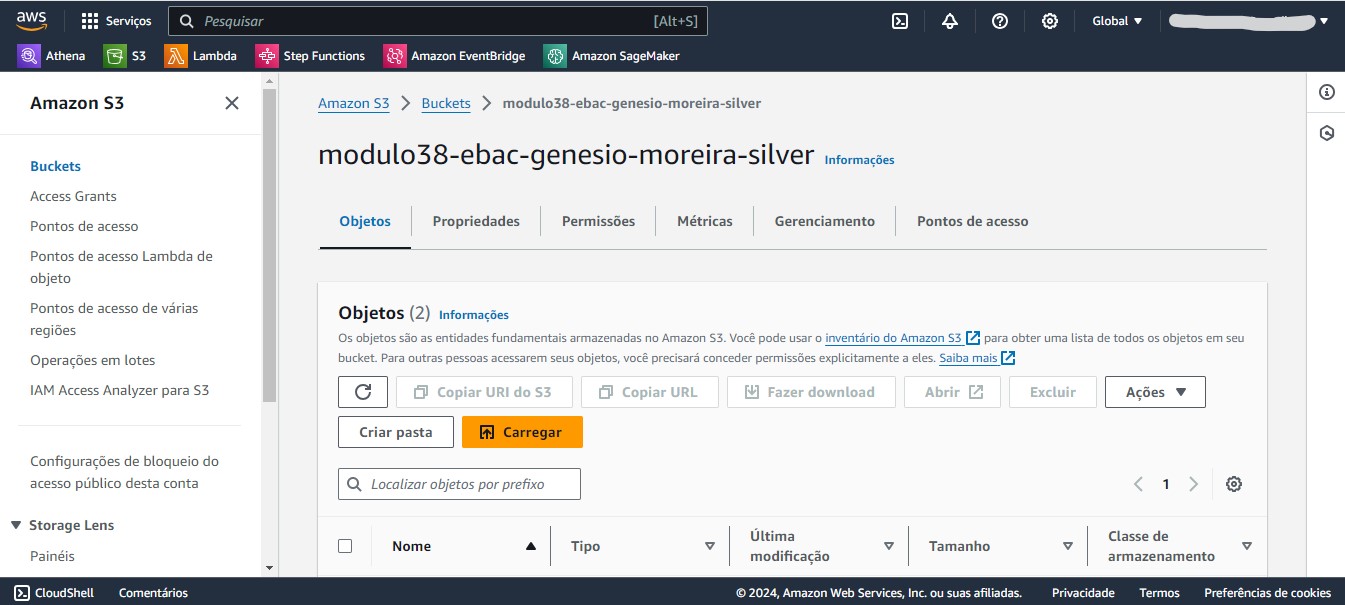 aws
Serviços
Pesquisar
[Alt+S]
Global
Athena
S3
Lambda
Step Functions
Amazon EventBridge
Amazon SageMaker
Amazon S3
Buckets
Access Grants
Pontos de acesso
Pontos de acesso Lambda de
objeto
Pontos de acesso de várias
regiões
Operações em lotes
IAM Access Analyzer para S3
Configurações de bloqueio do
acesso público desta conta
Storage Lens
Painéis
Amazon S3
Buckets
modulo38-ebac-genesio-moreira-silver
modulo38-ebac-genesio-moreira-silver
Informações
Objetos
Propriedades
Permissões
Métricas
Gerenciamento
Pontos de acesso
Objetos (2)
Informações
Os objetos são as entidades fundamentais armazenadas no Amazon S3. Você pode usar o inventário do Amazon S3 para obter uma lista de todos os objetos em seu
bucket. Para outras pessoas acessarem seus objetos, você precisará conceder permissões explicitamente a eles. Saiba mais
Copiar URI do S3
Copiar URL
Fazer download
Abrir
Excluir
Ações
Criar pasta
Carregar
Localizar objetos por prefixo
1
Nome
Tipo
Última
modificação
Tamanho
Classe de
armazenamento
CloudShell
Comentários
© 2024, Amazon Web Services, Inc. ou suas afiliadas.
Privacidade
Termos
Preferências de cookies